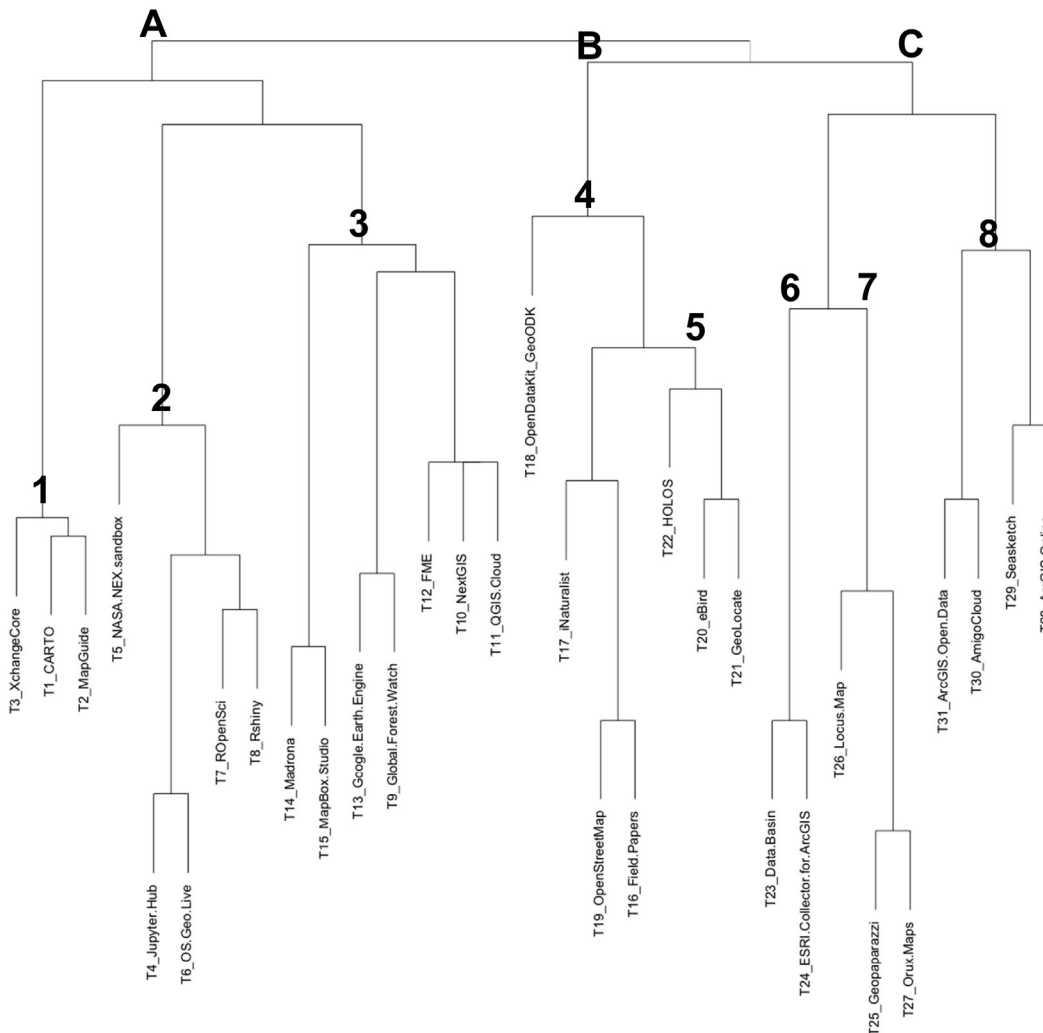 A
B
C
1
2
3
4
5
6
7
8
T3_XchangeCore
T1_CARTO
T2_MapGuide
T5_NASA.NEX.sandbox
T4_Jupyter.Hub
T6_OS.Geo.Live
T7_ROpenSci
T8_Rshiny
T14_Madrona
T15_MapBox.Studio
T13_Gcogle.Earth.Engine
T9_Global.Forest.Watch
T12_FME
T10_NextGIS
T11_QGIS.Cloud
T18_OpenDataKit_GeoODK
T17_iNaturalist
T19_OpenStreetMap
T16_Field.Papers
T22_HOLOS
T20_eBird
T21_GeoLocate
T23_Data.Basin
T24_ESRI.Collector.for.ArcGIS
T26_Locus.Map
T25_Geopaparazzi
T27_Orux.Maps
T31_ArcGIS.Open.Data
T30_AmigoCloud
T29_Seasketch